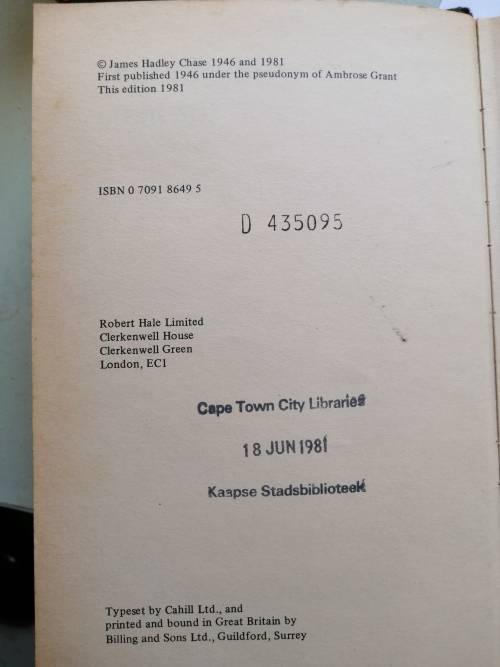 © James Hadley Chase 1946 and 1981
First published 1946 under the pseudonym of Ambrose Grant
This edition 1981
ISBN 0 7091 8649 5
D 435095
Robert Hale Limited
Clerkenwell House
Clerkenwell Green
London, EC1
Cape Town City Libraries
18 JUN 1981
Kaapse Stadsbiblioteek
Typeset by Cahill Ltd., and
printed and bound in Great Britain by
Billing and Sons Ltd., Guildford, Surrey